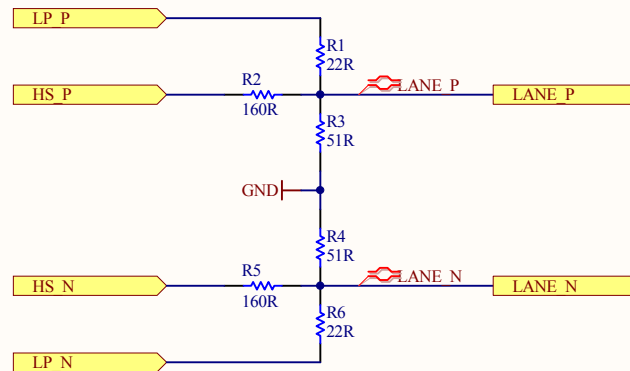 LP_P
R1
22R
R2
HS_P
LANE_P
LANE_P
160R
R3
51R
GND
R4
51R
R5
LANE_N
HS_N
LANE_N
160R
R6
22R
LP_N